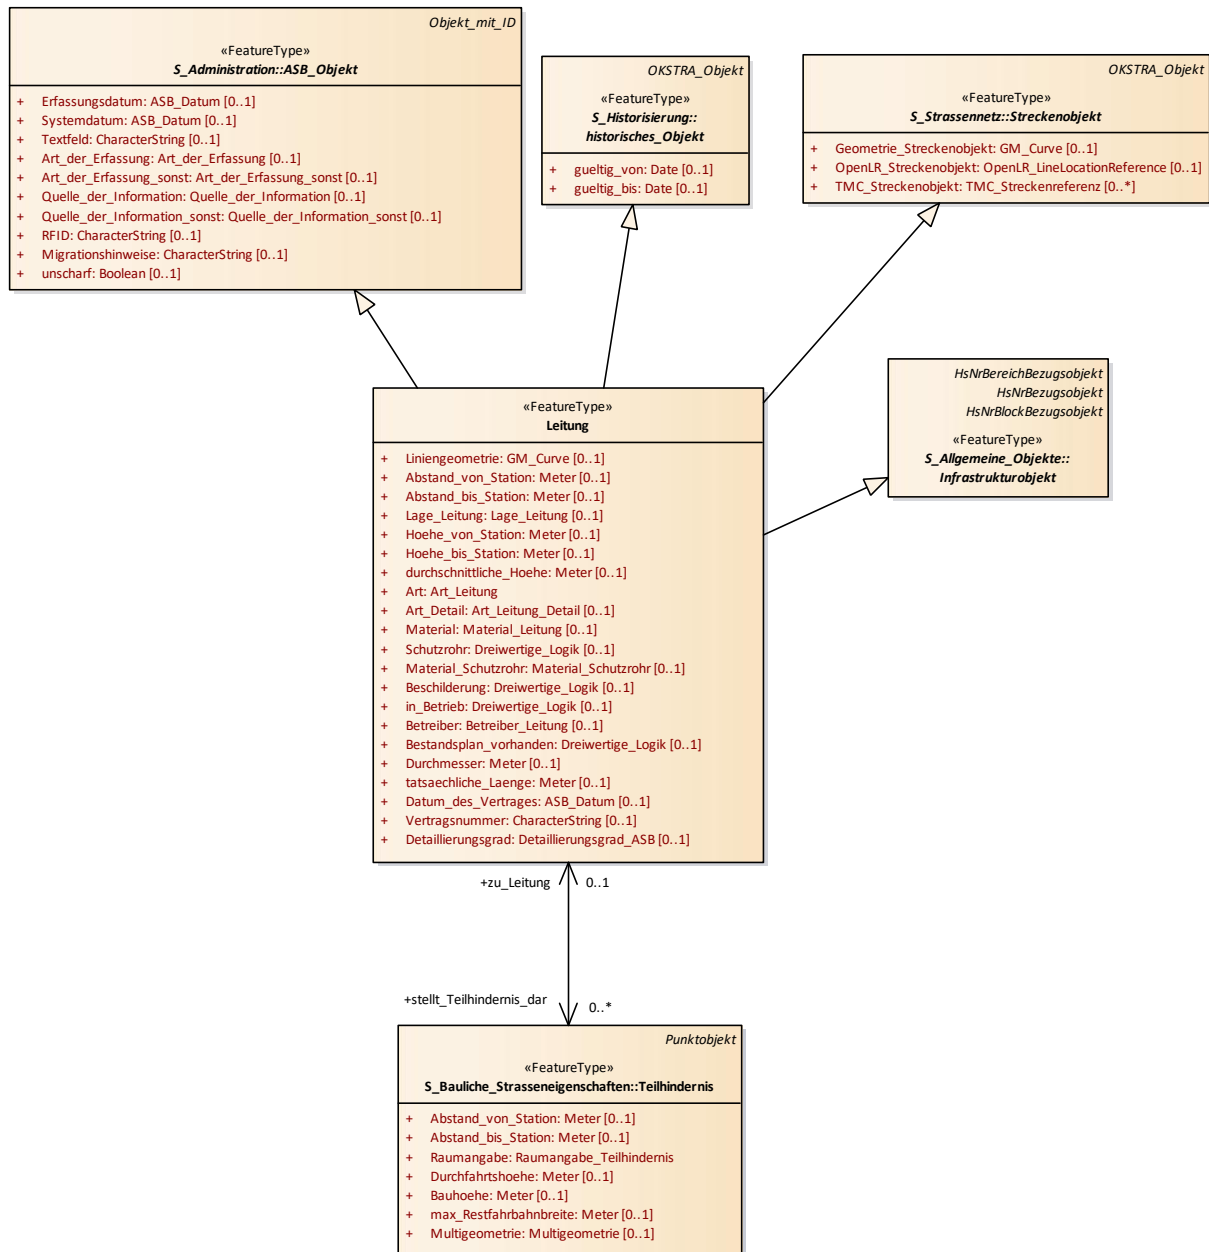 Objekt_mit_ID
«FeatureType»
S_Administration::ASB_Objekt
+ Erfassungsdatum: ASB_Datum [0..1]
+ Systemdatum: ASB_Datum [0..1]
+ Textfeld: CharacterString [0..1]
+ Art_der_Erfassung: Art_der_Erfassung [0..1]
+ Art_der_Erfassung_sonst: Art_der_Erfassung_sonst [0..1]
+ Quelle_der_Information: Quelle_der_Information [0..1]
+ Quelle_der_Information_sonst: Quelle_der_Information_sonst [0..1]
+ RFID: CharacterString [0..1]
+ Migrationshinweise: CharacterString [0..1]
+ unscharf: Boolean [0..1]
OKSTRA_Objekt
«FeatureType»
S_Historisierung::
historisches_Objekt
+ gueltig_von: Date [0..1]
+ gueltig_bis: Date [0..1]
OKSTRA_Objekt
«FeatureType»
S_Strassennetz::Streckenobjekt
+ Geometrie_Streckenobjekt: GM_Curve [0..1]
+ OpenLR_Streckenobjekt: OpenLR_LineLocationReference [0..1]
+ TMC_Streckenobjekt: TMC_Streckenreferenz [0..*]
HsNrBereichBezugsobjekt
HsNrBezugsobjekt
HsNrBlockBezugsobjekt
«FeatureType»
S_Allgemeine_Objekte::
Infrastrukturobjekt
«FeatureType»
Leitung
+ Liniengeometrie: GM_Curve [0..1]
+ Abstand_von_Station: Meter [0..1]
+ Abstand_bis_Station: Meter [0..1]
+ Lage_Leitung: Lage_Leitung [0..1]
+ Hoehe_von_Station: Meter [0..1]
+ Hoehe_bis_Station: Meter [0..1]
+ durchschnittliche_Hoehe: Meter [0..1]
+ Art: Art_Leitung
+ Art_Detail: Art_Leitung_Detail [0..1]
+ Material: Material_Leitung [0..1]
+ Schutzrohr: Dreiwertige_Logik [0..1]
+ Material_Schutzrohr: Material_Schutzrohr [0..1]
+ Beschilderung: Dreiwertige_Logik [0..1]
+ in_Betrieb: Dreiwertige_Logik [0..1]
+ Betreiber: Betreiber_Leitung [0..1]
+ Bestandsplan_vorhanden: Dreiwertige_Logik [0..1]
+ Durchmesser: Meter [0..1]
+ tatsaechliche_Laenge: Meter [0..1]
+ Datum_des_Vertrages: ASB_Datum [0..1]
+ Vertragsnummer: CharacterString [0..1]
+ Detaillierungsgrad: Detaillierungsgrad_ASB [0..1]
+zu_Leitung 0..1
+stellt_Teilhindernis_dar 0..*
Punktobjekt
«FeatureType»
S_Bauliche_Strasseneigenschaften::Teilhindernis
+ Abstand_von_Station: Meter [0..1]
+ Abstand_bis_Station: Meter [0..1]
+ Raumangabe: Raumangabe_Teilhindernis
+ Durchfahrtshoehe: Meter [0..1]
+ Bauhoehe: Meter [0..1]
+ max_Restfahrbahnbreite: Meter [0..1]
+ Multigeometrie: Multigeometrie [0..1]